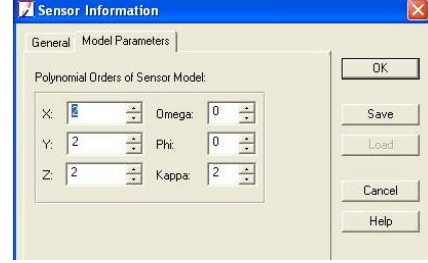 Sensor Information
General Model Parameters
OK
Polynomial Orders of Sensor Model:
X: 2 Omega: 0
Save
Y: 2 Phi: 0
Load
Z: 2 Kappa: 2
Cancel
Help